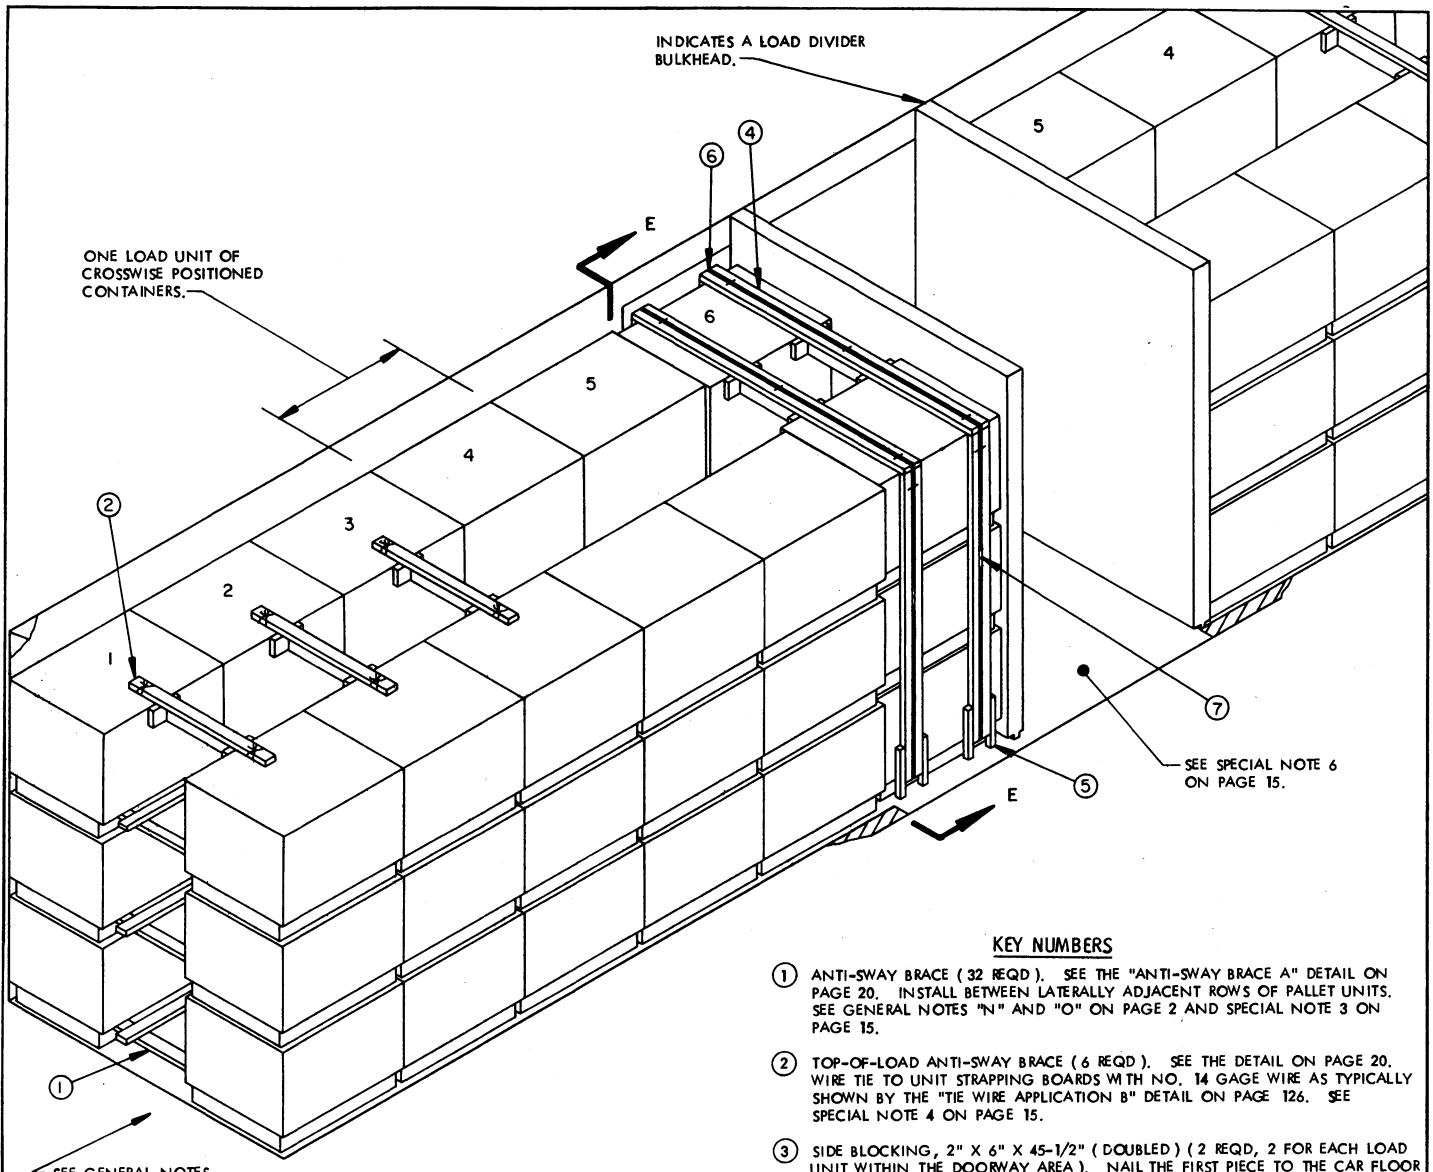 INDICATES A LOAD DIVIDER
BULKHEAD.
4
5
4
6
E
ONE LOAD UNIT OF
CROSSWISE POSITIONED
CONTAINERS.
6
5
4
2
3
2
1
7
SEE SPECIAL NOTE 6
ON PAGE 15.
5
E
1
KEY NUMBERS
1 ANTI-SWAY BRACE (32 REQD). SEE THE "ANTI-SWAY BRACE A" DETAIL ON
PAGE 20. INSTALL BETWEEN LATERALLY ADJACENT ROWS OF PALLET UNITS.
SEE GENERAL NOTES "N" AND "O" ON PAGE 2 AND SPECIAL NOTE 3 ON
PAGE 15.
2 TOP-OF-LOAD ANTI-SWAY BRACE (6 REQD). SEE THE DETAIL ON PAGE 20.
WIRE TIE TO UNIT STRAPPING BOARDS WITH NO. 14 GAGE WIRE AS TYPICALLY
SHOWN BY THE "TIE WIRE APPLICATION B" DETAIL ON PAGE 126. SEE
SPECIAL NOTE 4 ON PAGE 15.
3 SIDE BLOCKING, 2" X 6" X 45-1/2" (DOUBLED) (2 REQD, 2 FOR EACH LOAD
UNIT WITHIN THE DOORWAY AREA). NAIL THE FIRST PIECE TO THE CAR FLOOR
SEE GENERAL NOTES